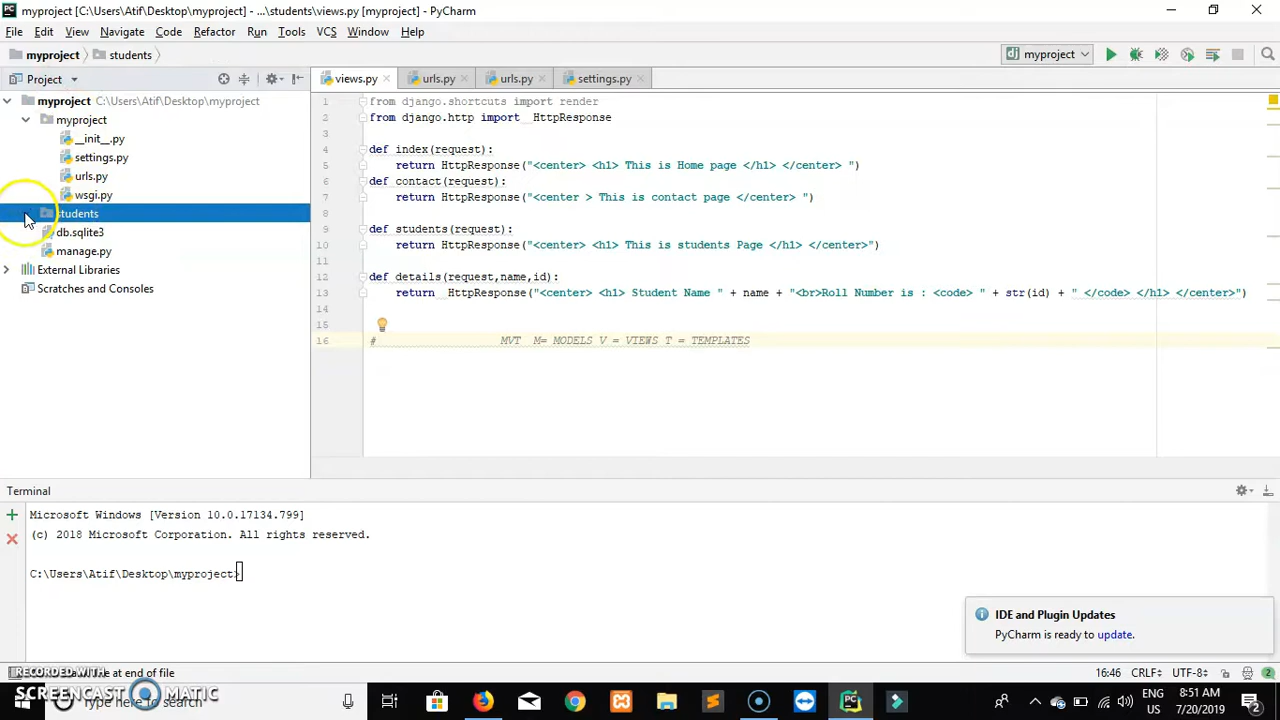 myproject [C:\Users\Atif\Desktop\myproject] - ...\students\views.py [myproject] - PyCharm
File Edit View Navigate Code Refactor Run Tools VCS Window Help
myproject students
myproject
Project
views.py urls.py urls.py settings.py
myproject C:\Users\Atif\Desktop\myproject
myproject
__init__.py
settings.py
urls.py
wsgi.py
students
db.sqlite3
manage.py
External Libraries
Scratches and Consoles
1 from django.shortcuts import render
2 from django.http import HttpResponse
3
4 def index(request):
5 return HttpResponse("<center> <h1> This is Home page </h1> </center> ")
6 def contact(request):
7 return HttpResponse("<center > This is contact page </center> ")
8
9 def students(request):
10 return HttpResponse("<center> <h1> This is students Page </h1> </center>")
11
12 def details(request,name,id):
13 return HttpResponse("<center> <h1> Student Name " + name + "<br>Roll Number is : <code> " + str(id) + " </code> </h1> </center>")
14
15
16 # MVT M= MODELS V = VIEWS T = TEMPLATES
Terminal
Microsoft Windows [Version 10.0.17134.799]
(c) 2018 Microsoft Corporation. All rights reserved.
C:\Users\Atif\Desktop\myproject>
IDE and Plugin Updates
PyCharm is ready to update.
at end of file
16:46 CRLF UTF-8
2
RECORDED WITH
SCREENCAST MATIC
Type here to search
ENG
US
8:51 AM
7/20/2019
2